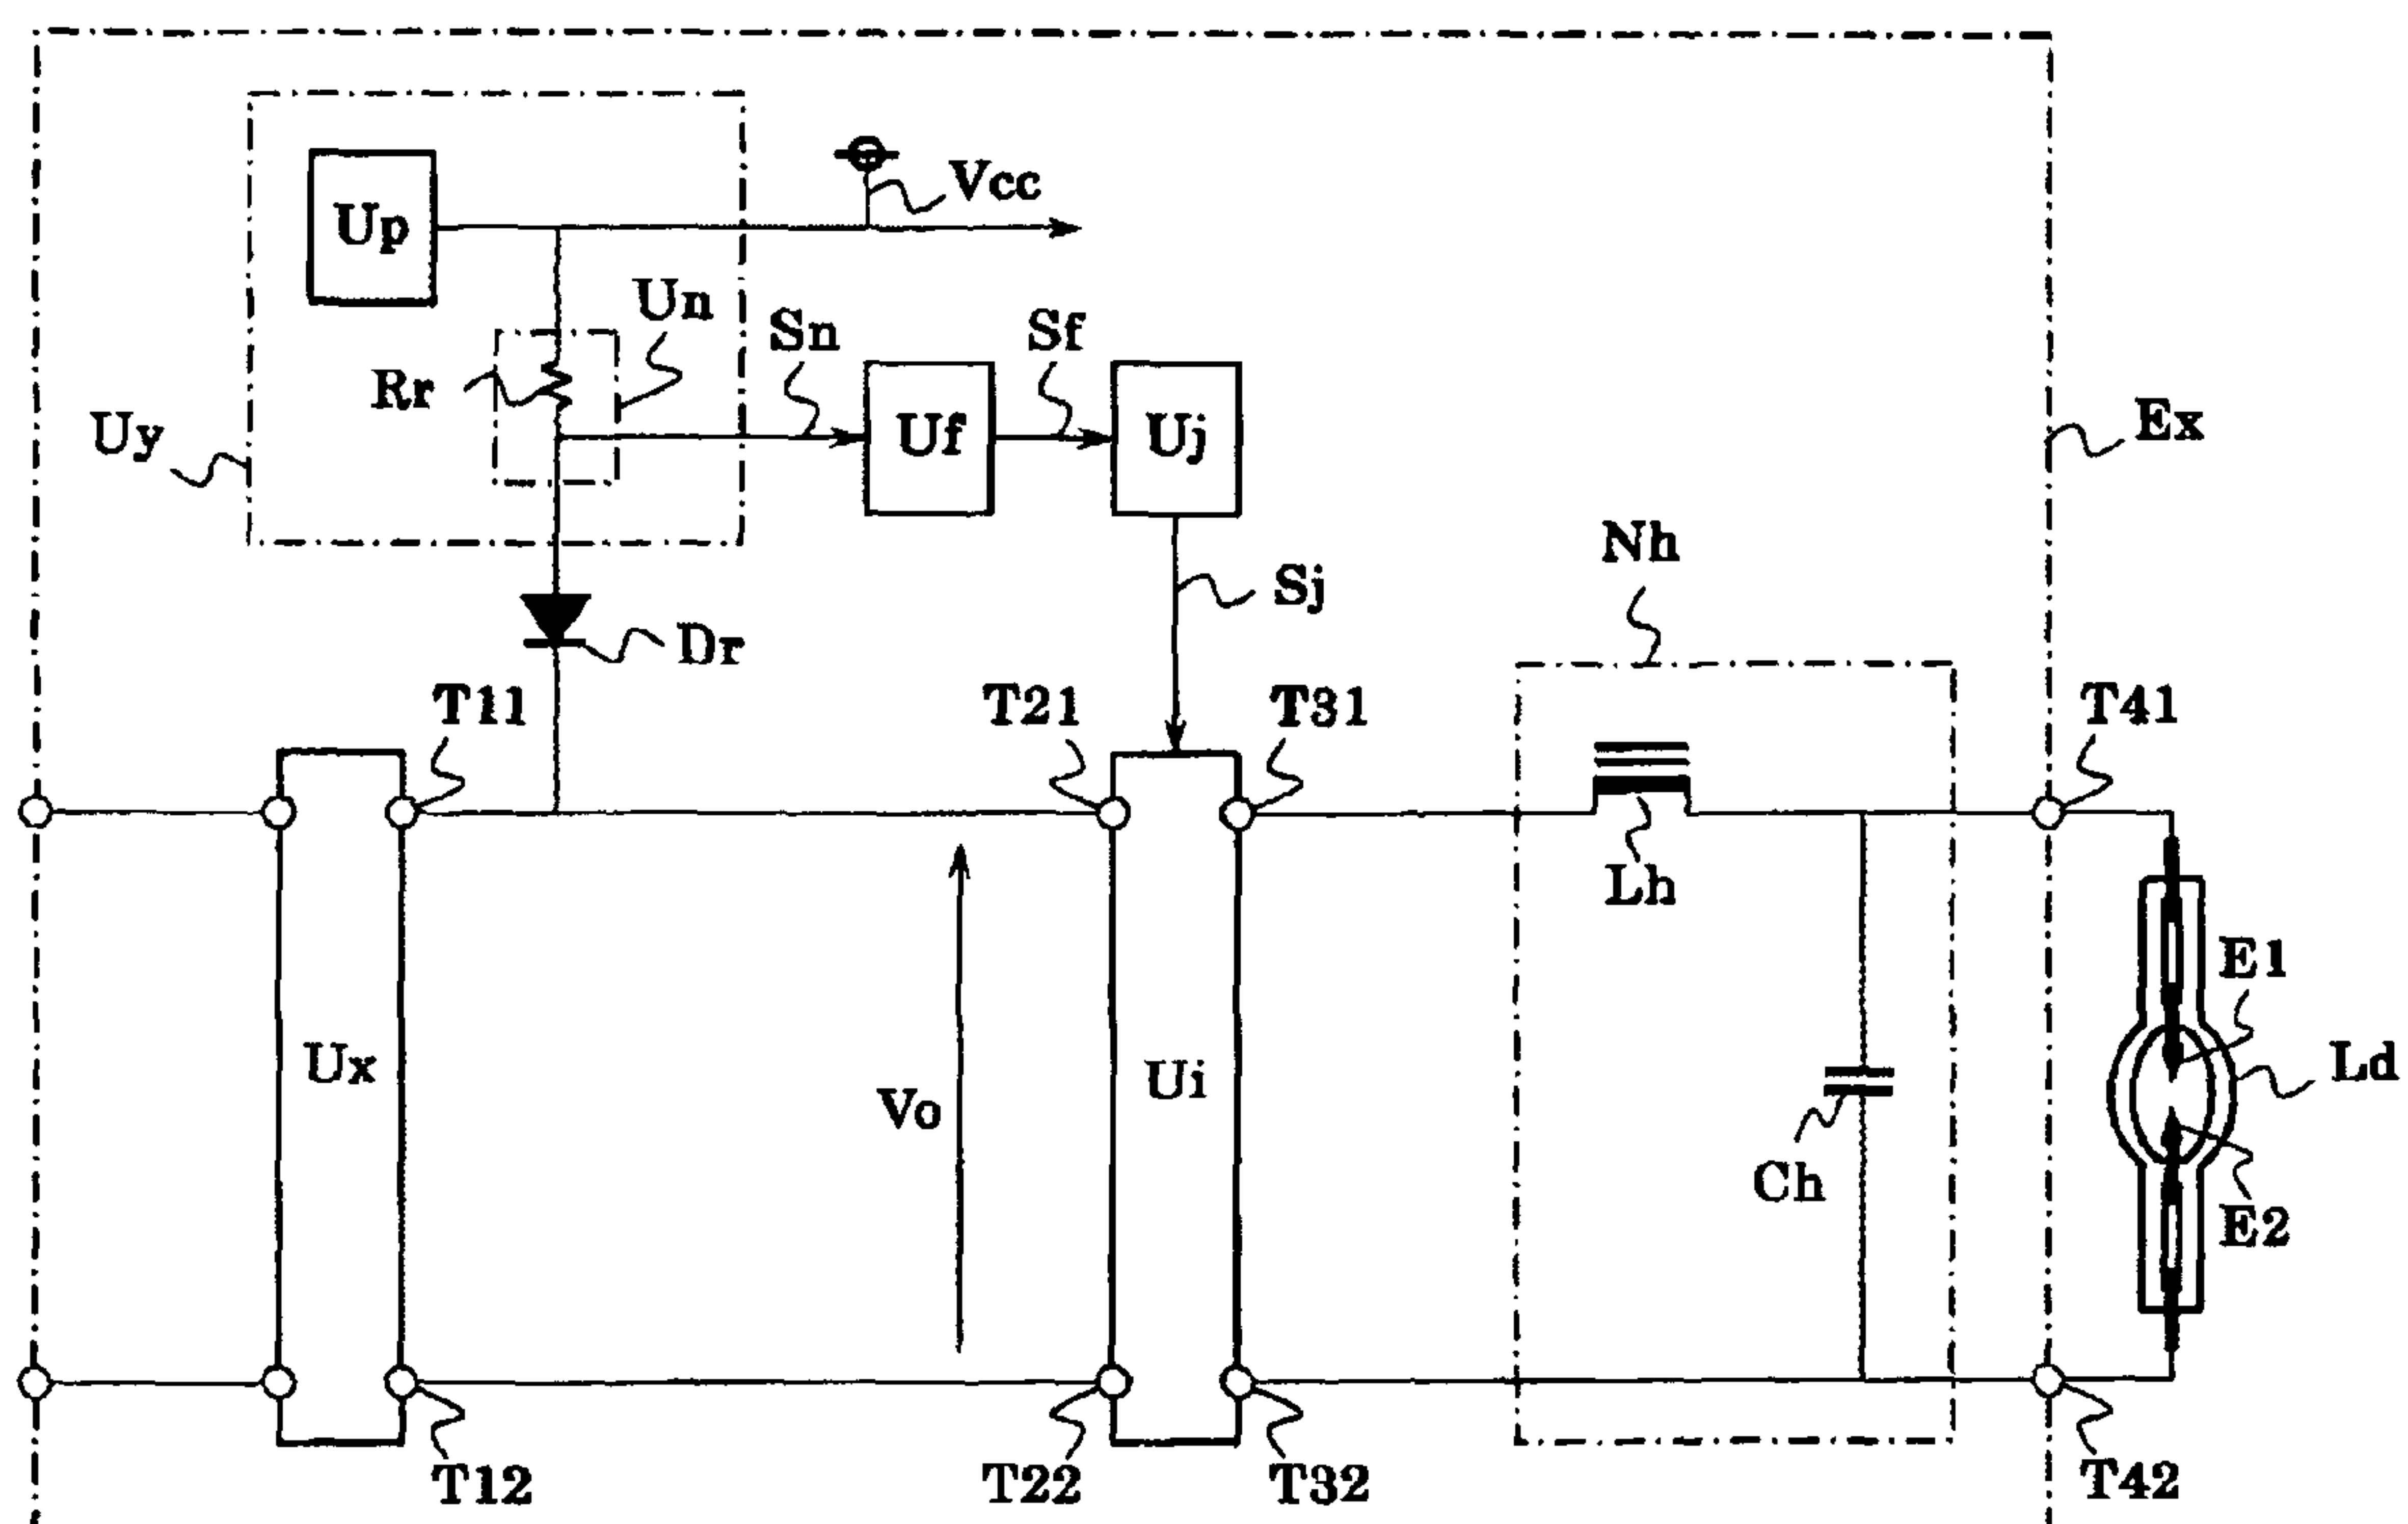 Vcc
Up
Un
Sn
Sf
Rr
Uy
Uf
Uj
Ex
Nh
Sj
Dr
T11
T21
T31
T41
Lh
E1
Ux
Vo
Ui
Ld
Ch
E2
T12
T22
T32
T42